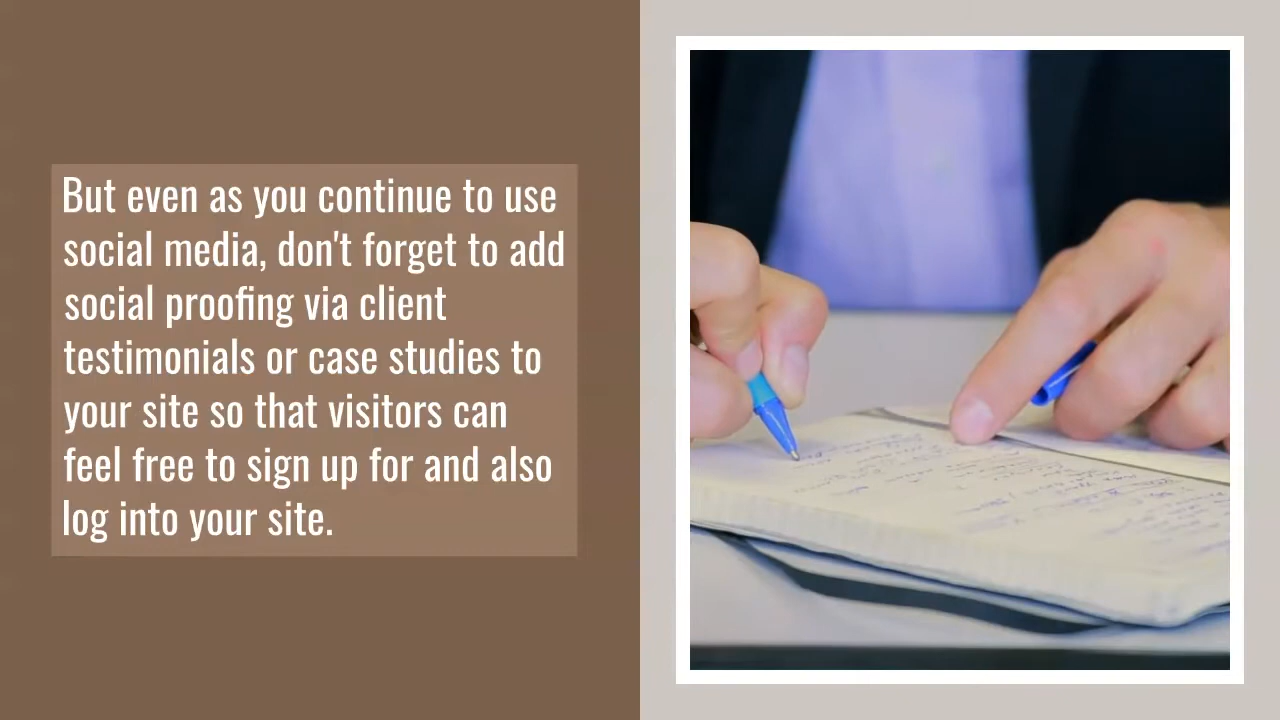 But even as you continue to use
social media, don't forget to add
social proofing via client
testimonials or case studies to
your site so that visitors can
feel free to sign up for and also
log into your site.